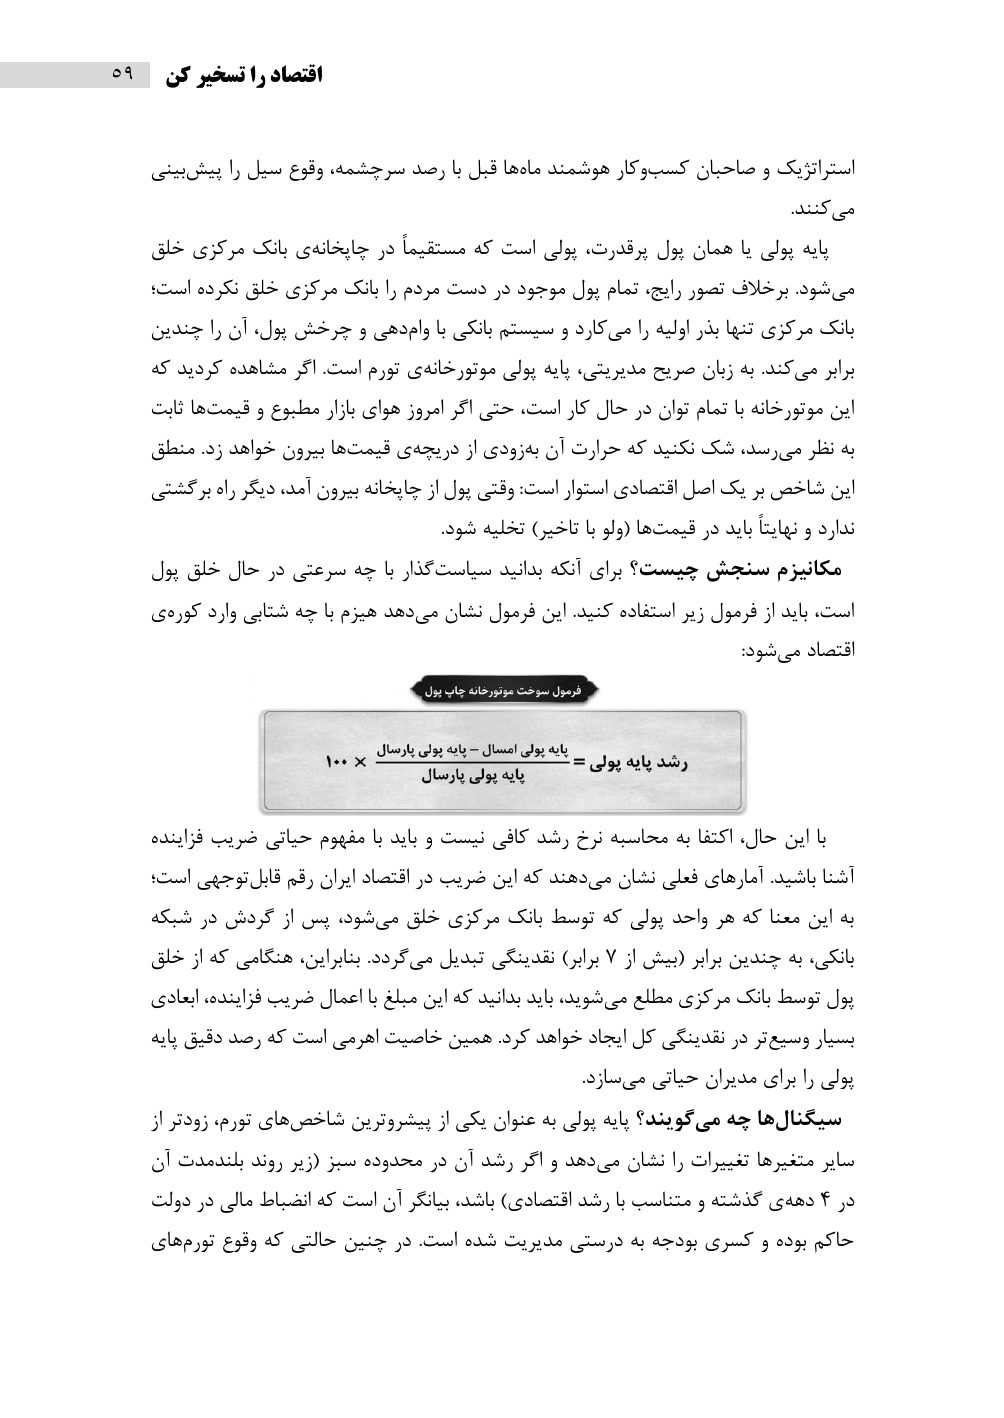 اقتصاد را تسخیر کن ۵۹
استراتژیک و صاحبان کسب‌وکار هوشمند ماه‌ها قبل با رصد سرچشمه، وقوع سیل را پیش‌بینی
می‌کنند.
پایه پولی یا همان پول پرقدرت، پولی است که مستقیماً در چاپخانه‌ی بانک مرکزی خلق
می‌شود. برخلاف تصور رایج، تمام پول موجود در دست مردم را بانک مرکزی خلق نکرده است؛
بانک مرکزی تنها بذر اولیه را می‌کارد و سیستم بانکی با وام‌دهی و چرخش پول، آن را چندین
برابر می‌کند. به زبان صریح مدیریتی، پایه پولی موتورخانه‌ی تورم است. اگر مشاهده کردید که
این موتورخانه با تمام توان در حال کار است، حتی اگر امروز هوای بازار مطبوع و قیمت‌ها ثابت
به نظر می‌رسد، شک نکنید که حرارت آن به‌زودی از دریچه‌ی قیمت‌ها بیرون خواهد زد. منطق
این شاخص بر یک اصل اقتصادی استوار است: وقتی پول از چاپخانه بیرون آمد، دیگر راه برگشتی
ندارد و نهایتاً باید در قیمت‌ها (ولو با تاخیر) تخلیه شود.
مکانیزم سنجش چیست؟ برای آنکه بدانید سیاست‌گذار با چه سرعتی در حال خلق پول
است، باید از فرمول زیر استفاده کنید. این فرمول نشان می‌دهد هیزم با چه شتابی وارد کوره‌ی
اقتصاد می‌شود:
فرمول سوخت موتورخانه چاپ پول
پایه پولی امسال – پایه پولی پارسال
رشد پایه پولی = × ۱۰۰
پایه پولی پارسال
با این حال، اکتفا به محاسبه نرخ رشد کافی نیست و باید با مفهوم حیاتی ضریب فزاینده
آشنا باشید. آمارهای فعلی نشان می‌دهند که این ضریب در اقتصاد ایران رقم قابل‌توجهی است؛
به این معنا که هر واحد پولی که توسط بانک مرکزی خلق می‌شود، پس از گردش در شبکه
بانکی، به چندین برابر (بیش از ۷ برابر) نقدینگی تبدیل می‌گردد. بنابراین، هنگامی که از خلق
پول توسط بانک مرکزی مطلع می‌شوید، باید بدانید که این مبلغ با اعمال ضریب فزاینده، ابعادی
بسیار وسیع‌تر در نقدینگی کل ایجاد خواهد کرد. همین خاصیت اهرمی است که رصد دقیق پایه
پولی را برای مدیران حیاتی می‌سازد.
سیگنال‌ها چه می‌گویند؟ پایه پولی به عنوان یکی از پیشروترین شاخص‌های تورم، زودتر از
سایر متغیرها تغییرات را نشان می‌دهد و اگر رشد آن در محدوده سبز (زیر روند بلندمدت آن
در ۴ دهه‌ی گذشته و متناسب با رشد اقتصادی) باشد، بیانگر آن است که انضباط مالی در دولت
حاکم بوده و کسری بودجه به درستی مدیریت شده است. در چنین حالتی که وقوع تورم‌های